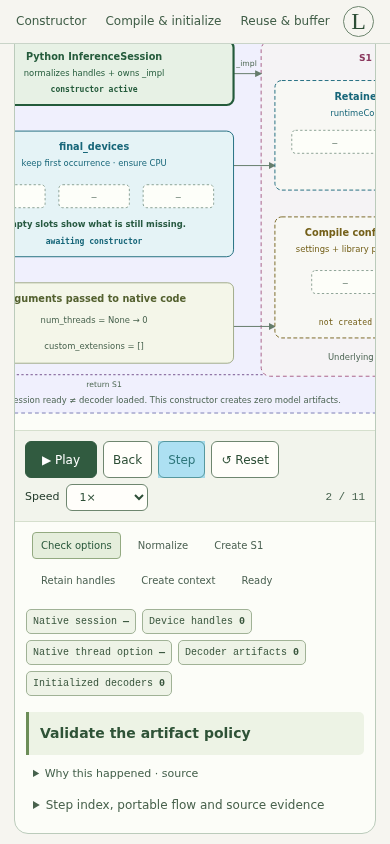 Constructor Compile & initialize Reuse & buffer L
Python InferenceSession
normalizes handles + owns _impl
constructor active
_impl
S1
Retaine
runtimeCo
–
final_devices
keep first occurrence · ensure CPU
– –
pty slots show what is still missing.
awaiting constructor
Compile conf
settings + library p
–
not created
guments passed to native code
num_threads = None → 0
custom_extensions = []
Underlying
return S1
ession ready ≠ decoder loaded. This constructor creates zero model artifacts.
▶ Play Back Step ↺ Reset
Speed 1× 2 / 11
Check options Normalize Create S1
Retain handles Create context Ready
Native session – Device handles 0
Native thread option – Decoder artifacts 0
Initialized decoders 0
Validate the artifact policy
▶ Why this happened · source
▶ Step index, portable flow and source evidence